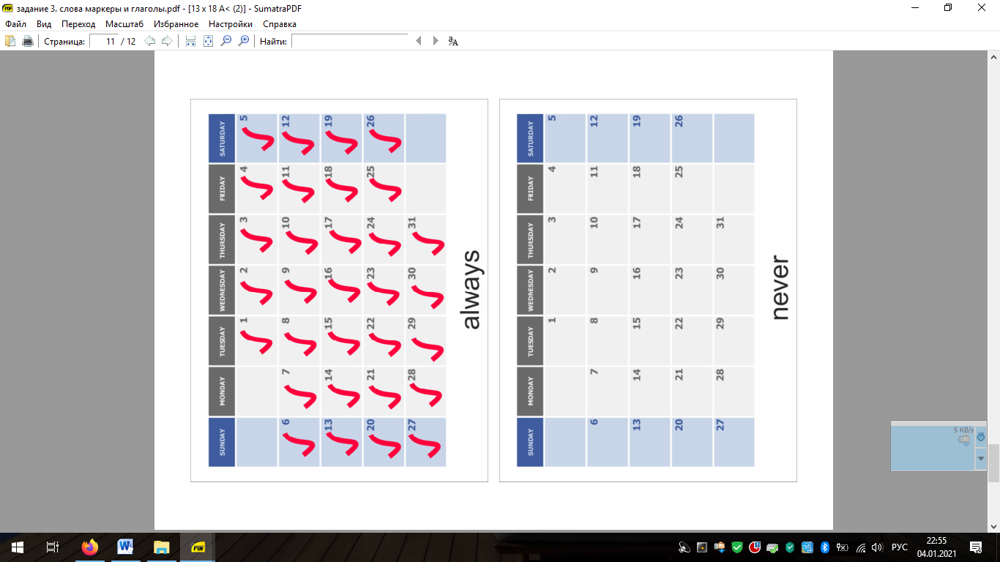 задание 3. слова маркеры и глаголы.pdf - [13 x 18 A< (2)] - SumatraPDF
Файл Вид Переход Масштаб Избранное Настройки Справка
Страница: 11 / 12 Найти:
SUNDAY MONDAY TUESDAY WEDNESDAY THURSDAY FRIDAY SATURDAY
1 2 3 4 5
6 7 8 9 10 11 12
13 14 15 16 17 18 19
20 21 22 23 24 25 26
27 28 29 30 31
always
SUNDAY MONDAY TUESDAY WEDNESDAY THURSDAY FRIDAY SATURDAY
1 2 3 4 5
6 7 8 9 10 11 12
13 14 15 16 17 18 19
20 21 22 23 24 25 26
27 28 29 30 31
never
5 KB/s
PDF
РУС
22:55
04.01.2021